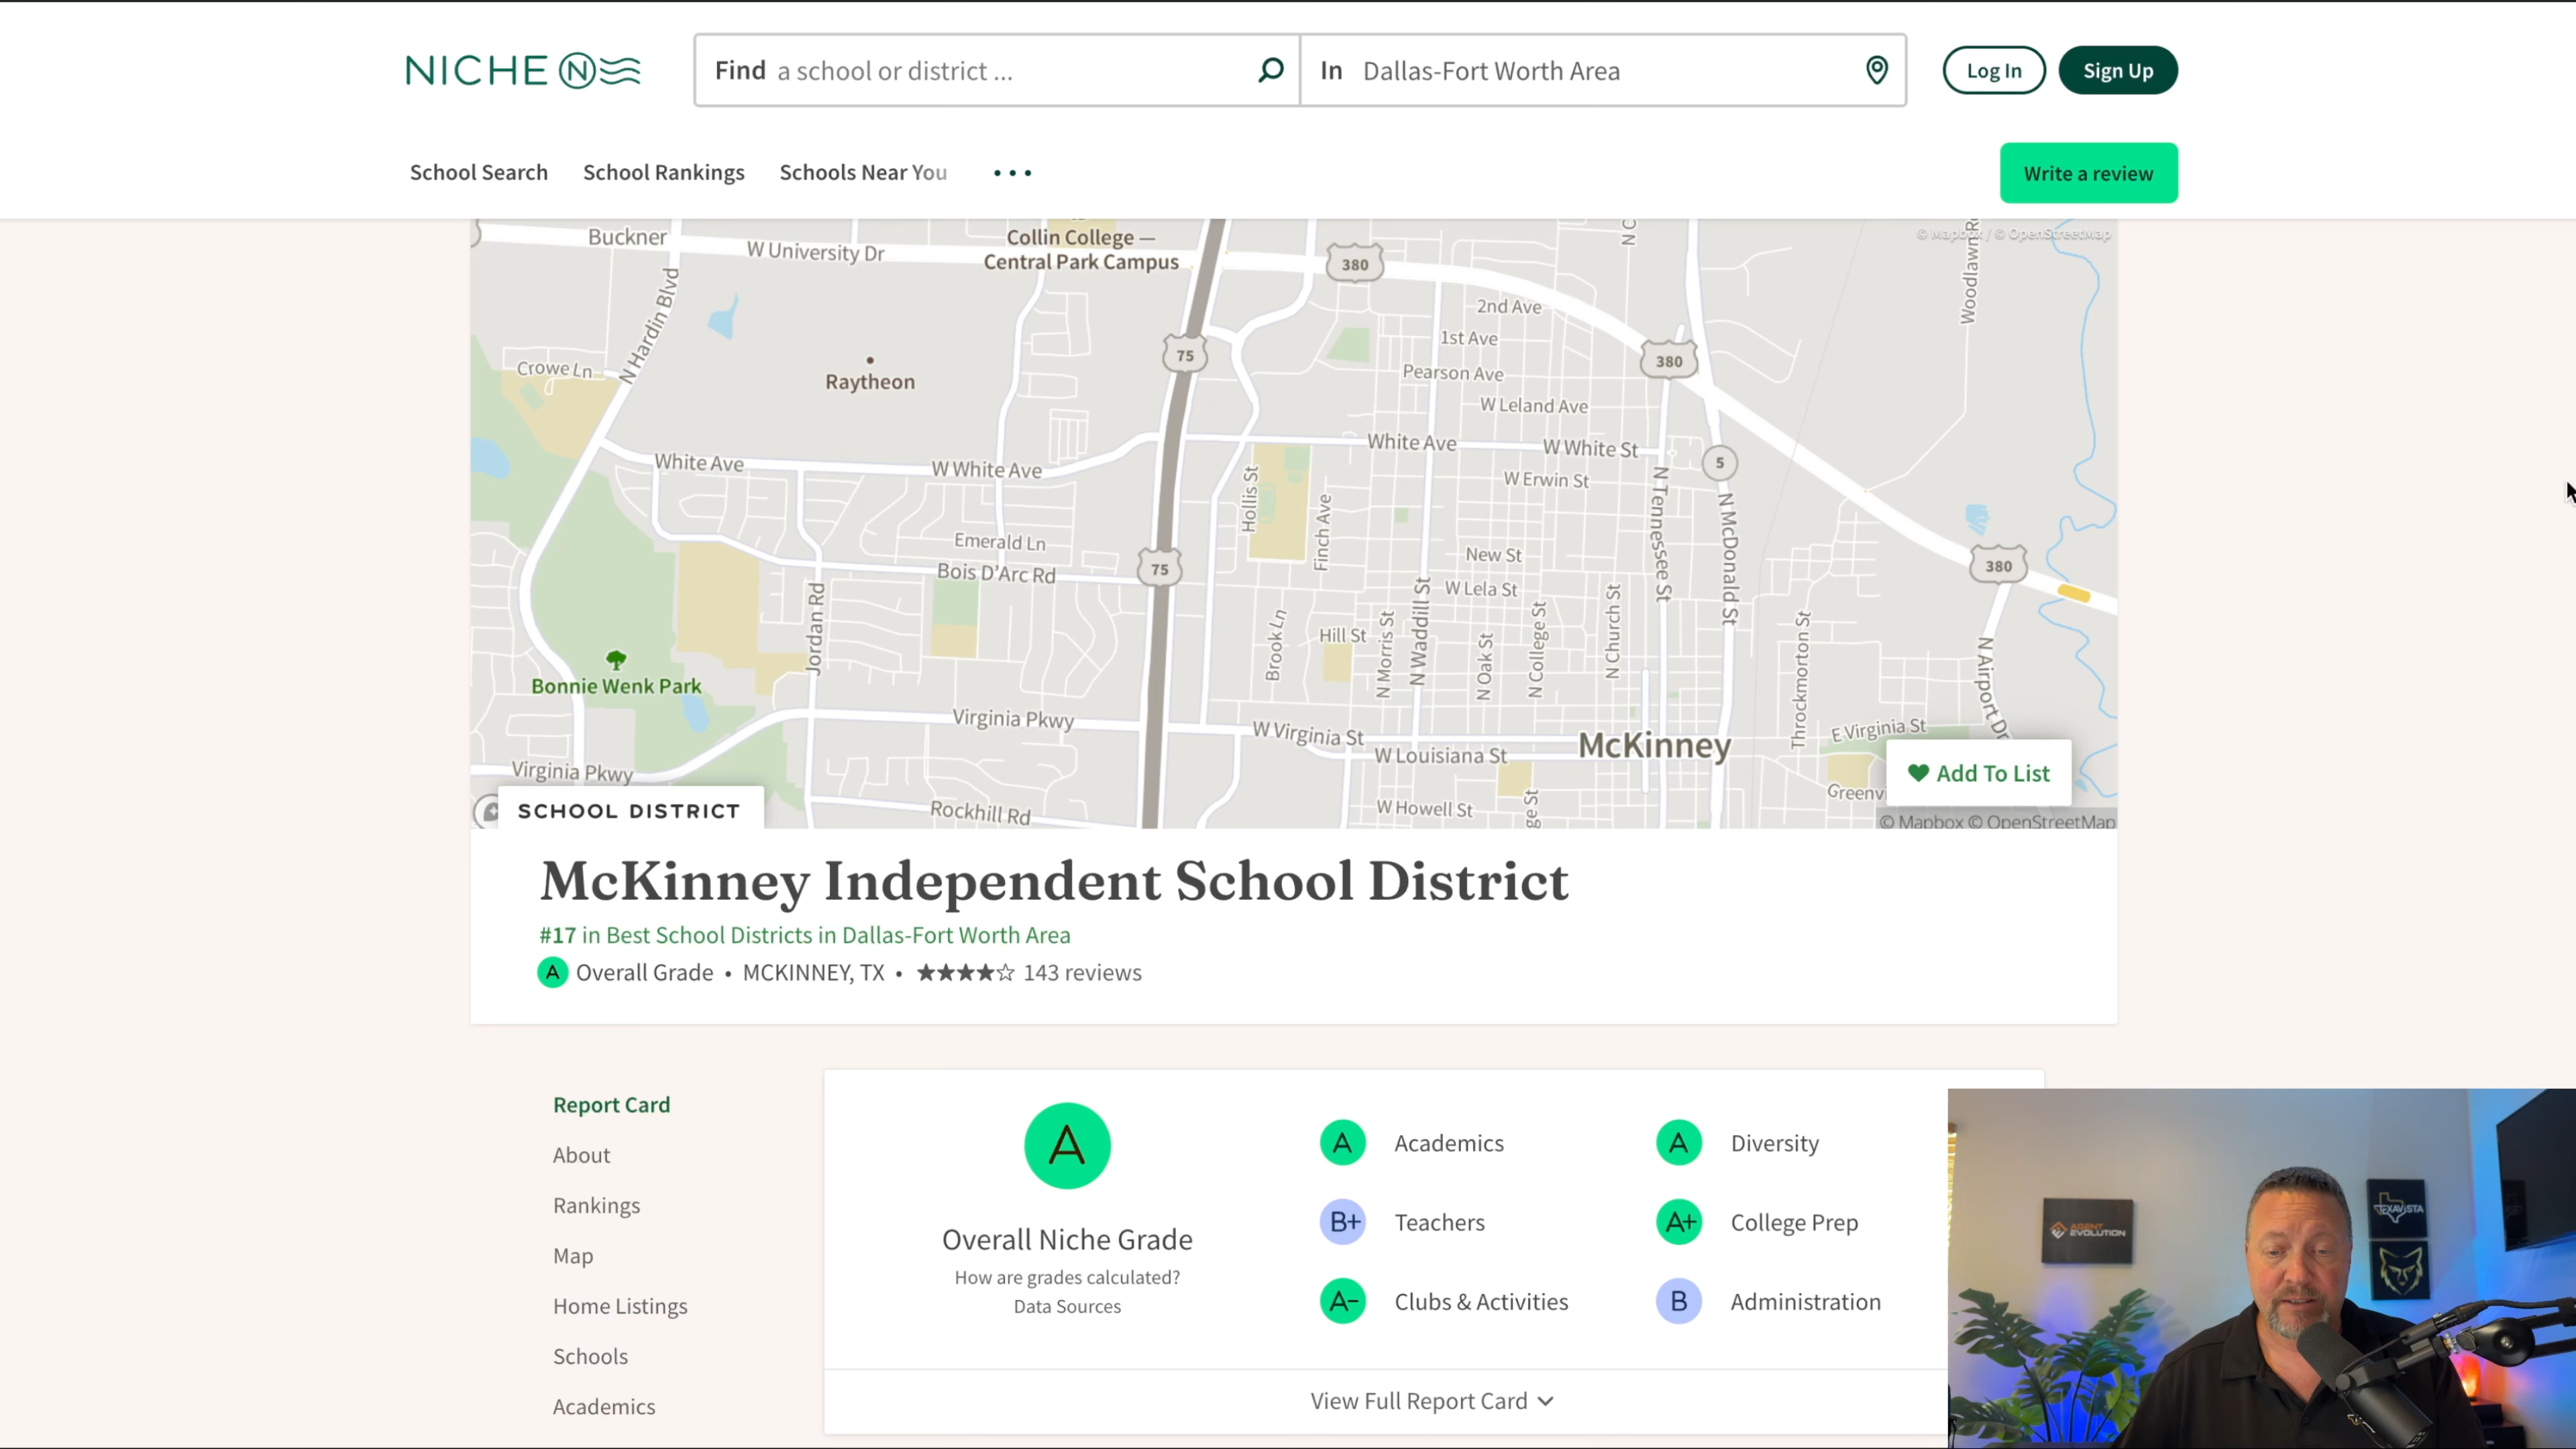 NICHE N
Find a school or district ...
In Dallas-Fort Worth Area
Log In
Sign Up
School Search
School Rankings
Schools Near You
Write a review
Buckner
W University Dr
Collin College —
Central Park Campus
380
N C
Woodlawn R
© Mapbox / © OpenStreetMap
N Hardin Blvd
2nd Ave
1st Ave
75
380
Crowe Ln
Raytheon
Pearson Ave
W Leland Ave
White Ave
W White Ave
White Ave
W White St
5
Hollis St
Finch Ave
W Erwin St
N Tennessee St
N McDonald St
Emerald Ln
Bois D'Arc Rd
75
New St
W Lela St
380
Jordan Rd
Brook Ln
Hill St
N Morris St
N Waddill St
N Oak St
N College St
N Church St
Throckmorton St
N Airport Dr
Bonnie Wenk Park
Virginia Pkwy
W Virginia St
W Louisiana St
McKinney
E Virginia St
Virginia Pkwy
Add To List
Rockhill Rd
W Howell St
ge St
Greenv
© Mapbox © OpenStreetMap
SCHOOL DISTRICT
McKinney Independent School District
#17 in Best School Districts in Dallas-Fort Worth Area
A Overall Grade • MCKINNEY, TX • ★★★★☆ 143 reviews
Report Card
About
Rankings
Map
Home Listings
Schools
Academics
A
Overall Niche Grade
How are grades calculated?
Data Sources
A Academics
A Diversity
B+ Teachers
A+ College Prep
A− Clubs & Activities
B Administration
View Full Report Card
AGENT
EVOLUTION
TEXAVISTA